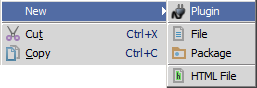 New
Cut Ctrl+X
Copy Ctrl+C
Plugin
File
Package
HTML File